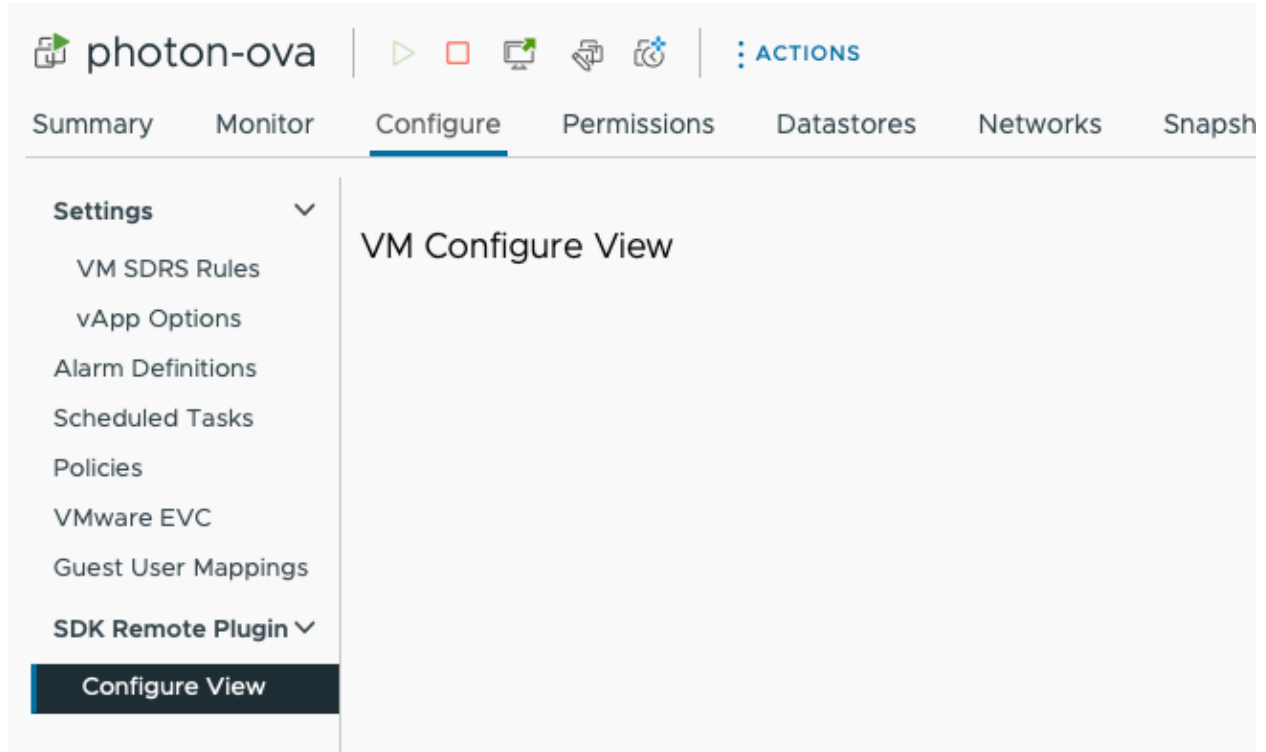 photon-ova
ACTIONS
Summary Monitor Configure Permissions Datastores Networks Snapsh
Settings
VM SDRS Rules
vApp Options
Alarm Definitions
Scheduled Tasks
Policies
VMware EVC
Guest User Mappings
SDK Remote Plugin
Configure View
VM Configure View